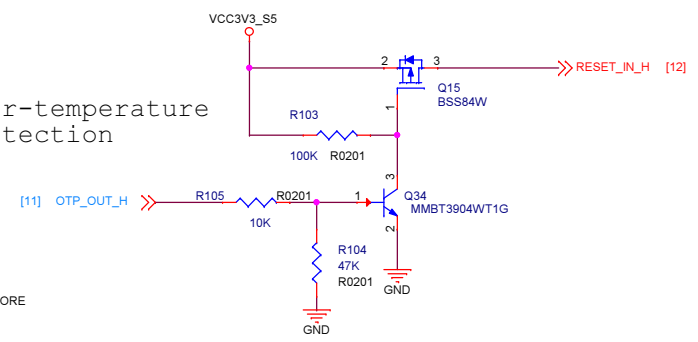 VCC3V3_S5
2
3
RESET_IN_H [12]
Q15
BSS84W
1
r-temperature
tection
R103
100K R0201
3
[11] OTP_OUT_H
R105
R0201
1
Q34
MMBT3904WT1G
10K
2
R104
47K
R0201
GND
ORE
GND